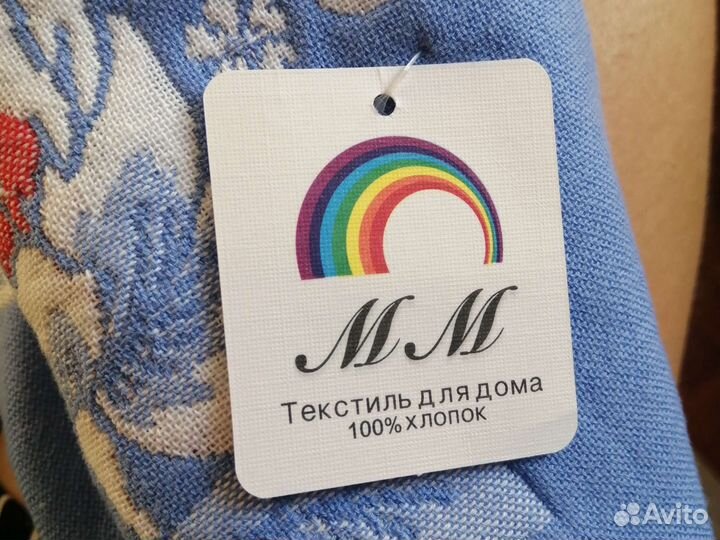 ММ
Текстиль для дома
100% хлопок
Avito